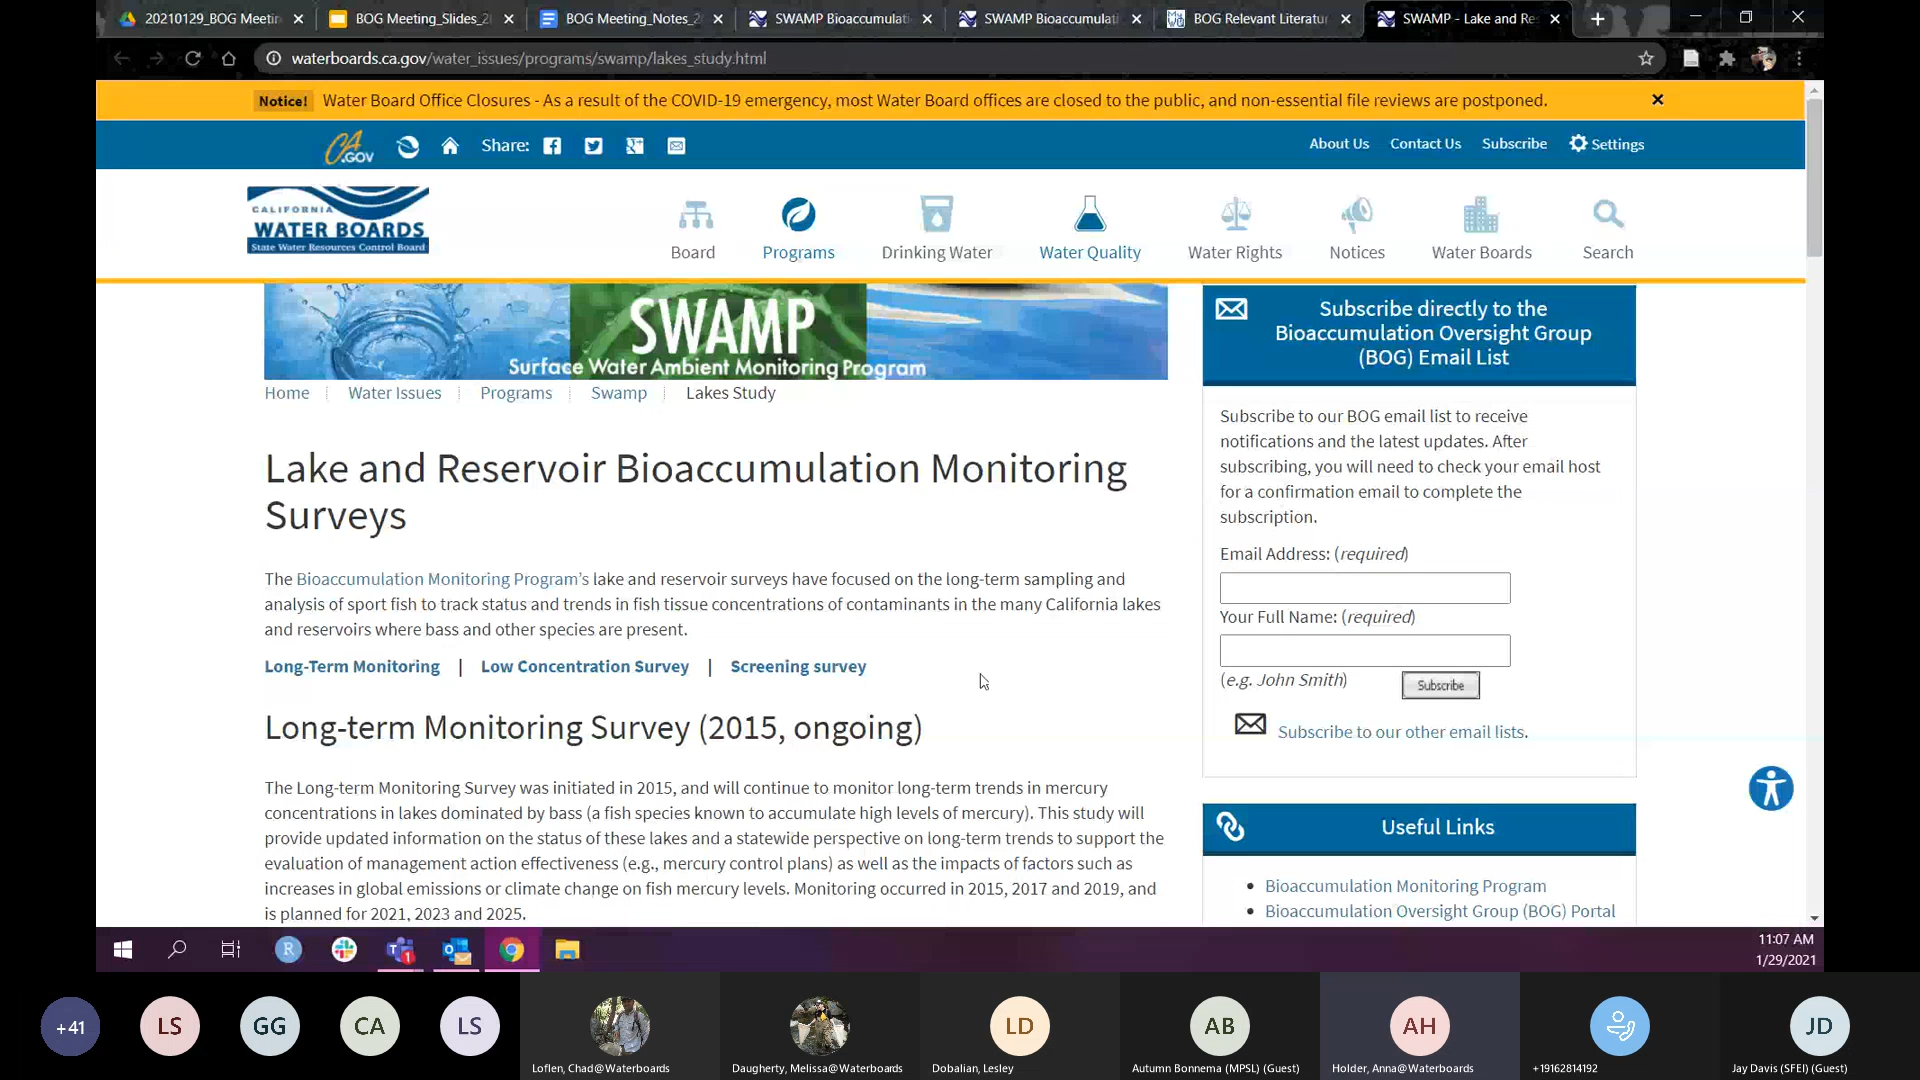 20210129_BOG Meetin
BOG Meeting_Slides_2
BOG Meeting_Notes_2
SWAMP Bioaccumulati
SWAMP Bioaccumulati
BOG Relevant Literatu
SWAMP - Lake and Re
waterboards.ca.gov/water_issues/programs/swamp/lakes_study.html
Notice! Water Board Office Closures - As a result of the COVID-19 emergency, most Water Board offices are closed to the public, and non-essential file reviews are postponed.
CA.GOV
Share:
About Us
Contact Us
Subscribe
Settings
CALIFORNIA
WATER BOARDS
State Water Resources Control Board
Board
Programs
Drinking Water
Water Quality
Water Rights
Notices
Water Boards
Search
SWAMP
Surface Water Ambient Monitoring Program
Home
Water Issues
Programs
Swamp
Lakes Study
Lake and Reservoir Bioaccumulation Monitoring
Surveys
The Bioaccumulation Monitoring Program's lake and reservoir surveys have focused on the long-term sampling and
analysis of sport fish to track status and trends in fish tissue concentrations of contaminants in the many California lakes
and reservoirs where bass and other species are present.
Long-Term Monitoring | Low Concentration Survey | Screening survey
Long-term Monitoring Survey (2015, ongoing)
The Long-term Monitoring Survey was initiated in 2015, and will continue to monitor long-term trends in mercury
concentrations in lakes dominated by bass (a fish species known to accumulate high levels of mercury). This study will
provide updated information on the status of these lakes and a statewide perspective on long-term trends to support the
evaluation of management action effectiveness (e.g., mercury control plans) as well as the impacts of factors such as
increases in global emissions or climate change on fish mercury levels. Monitoring occurred in 2015, 2017 and 2019, and
is planned for 2021, 2023 and 2025.
Subscribe directly to the
Bioaccumulation Oversight Group
(BOG) Email List
Subscribe to our BOG email list to receive
notifications and the latest updates. After
subscribing, you will need to check your email host
for a confirmation email to complete the
subscription.
Email Address: (required)
Your Full Name: (required)
(e.g. John Smith)
Subscribe
Subscribe to our other email lists.
Useful Links
Bioaccumulation Monitoring Program
Bioaccumulation Oversight Group (BOG) Portal
11:07 AM
1/29/2021
+41
LS
GG
CA
LS
LD
AB
AH
JD
Loflen, Chad@Waterboards
Daugherty, Melissa@Waterboards
Dobalian, Lesley
Autumn Bonnema (MPSL) (Guest)
Holder, Anna@Waterboards
+19162814192
Jay Davis (SFEI) (Guest)